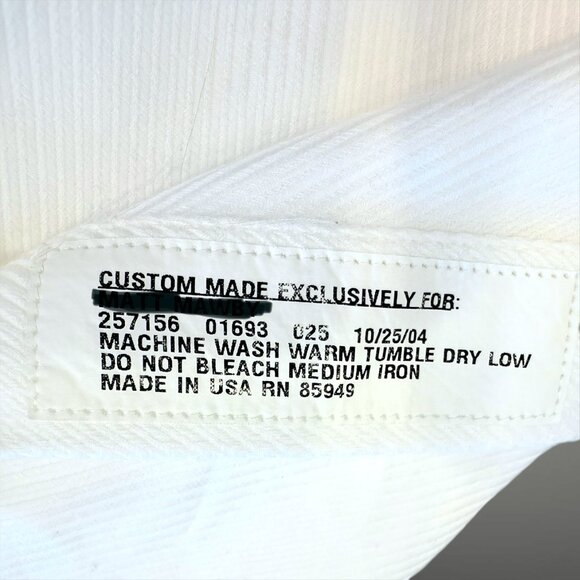 CUSTOM MADE EXCLUSIVELY FOR:
257156 01693 025 10/25/04
MACHINE WASH WARM TUMBLE DRY LOW
DO NOT BLEACH MEDIUM IRON
MADE IN USA RN 85949